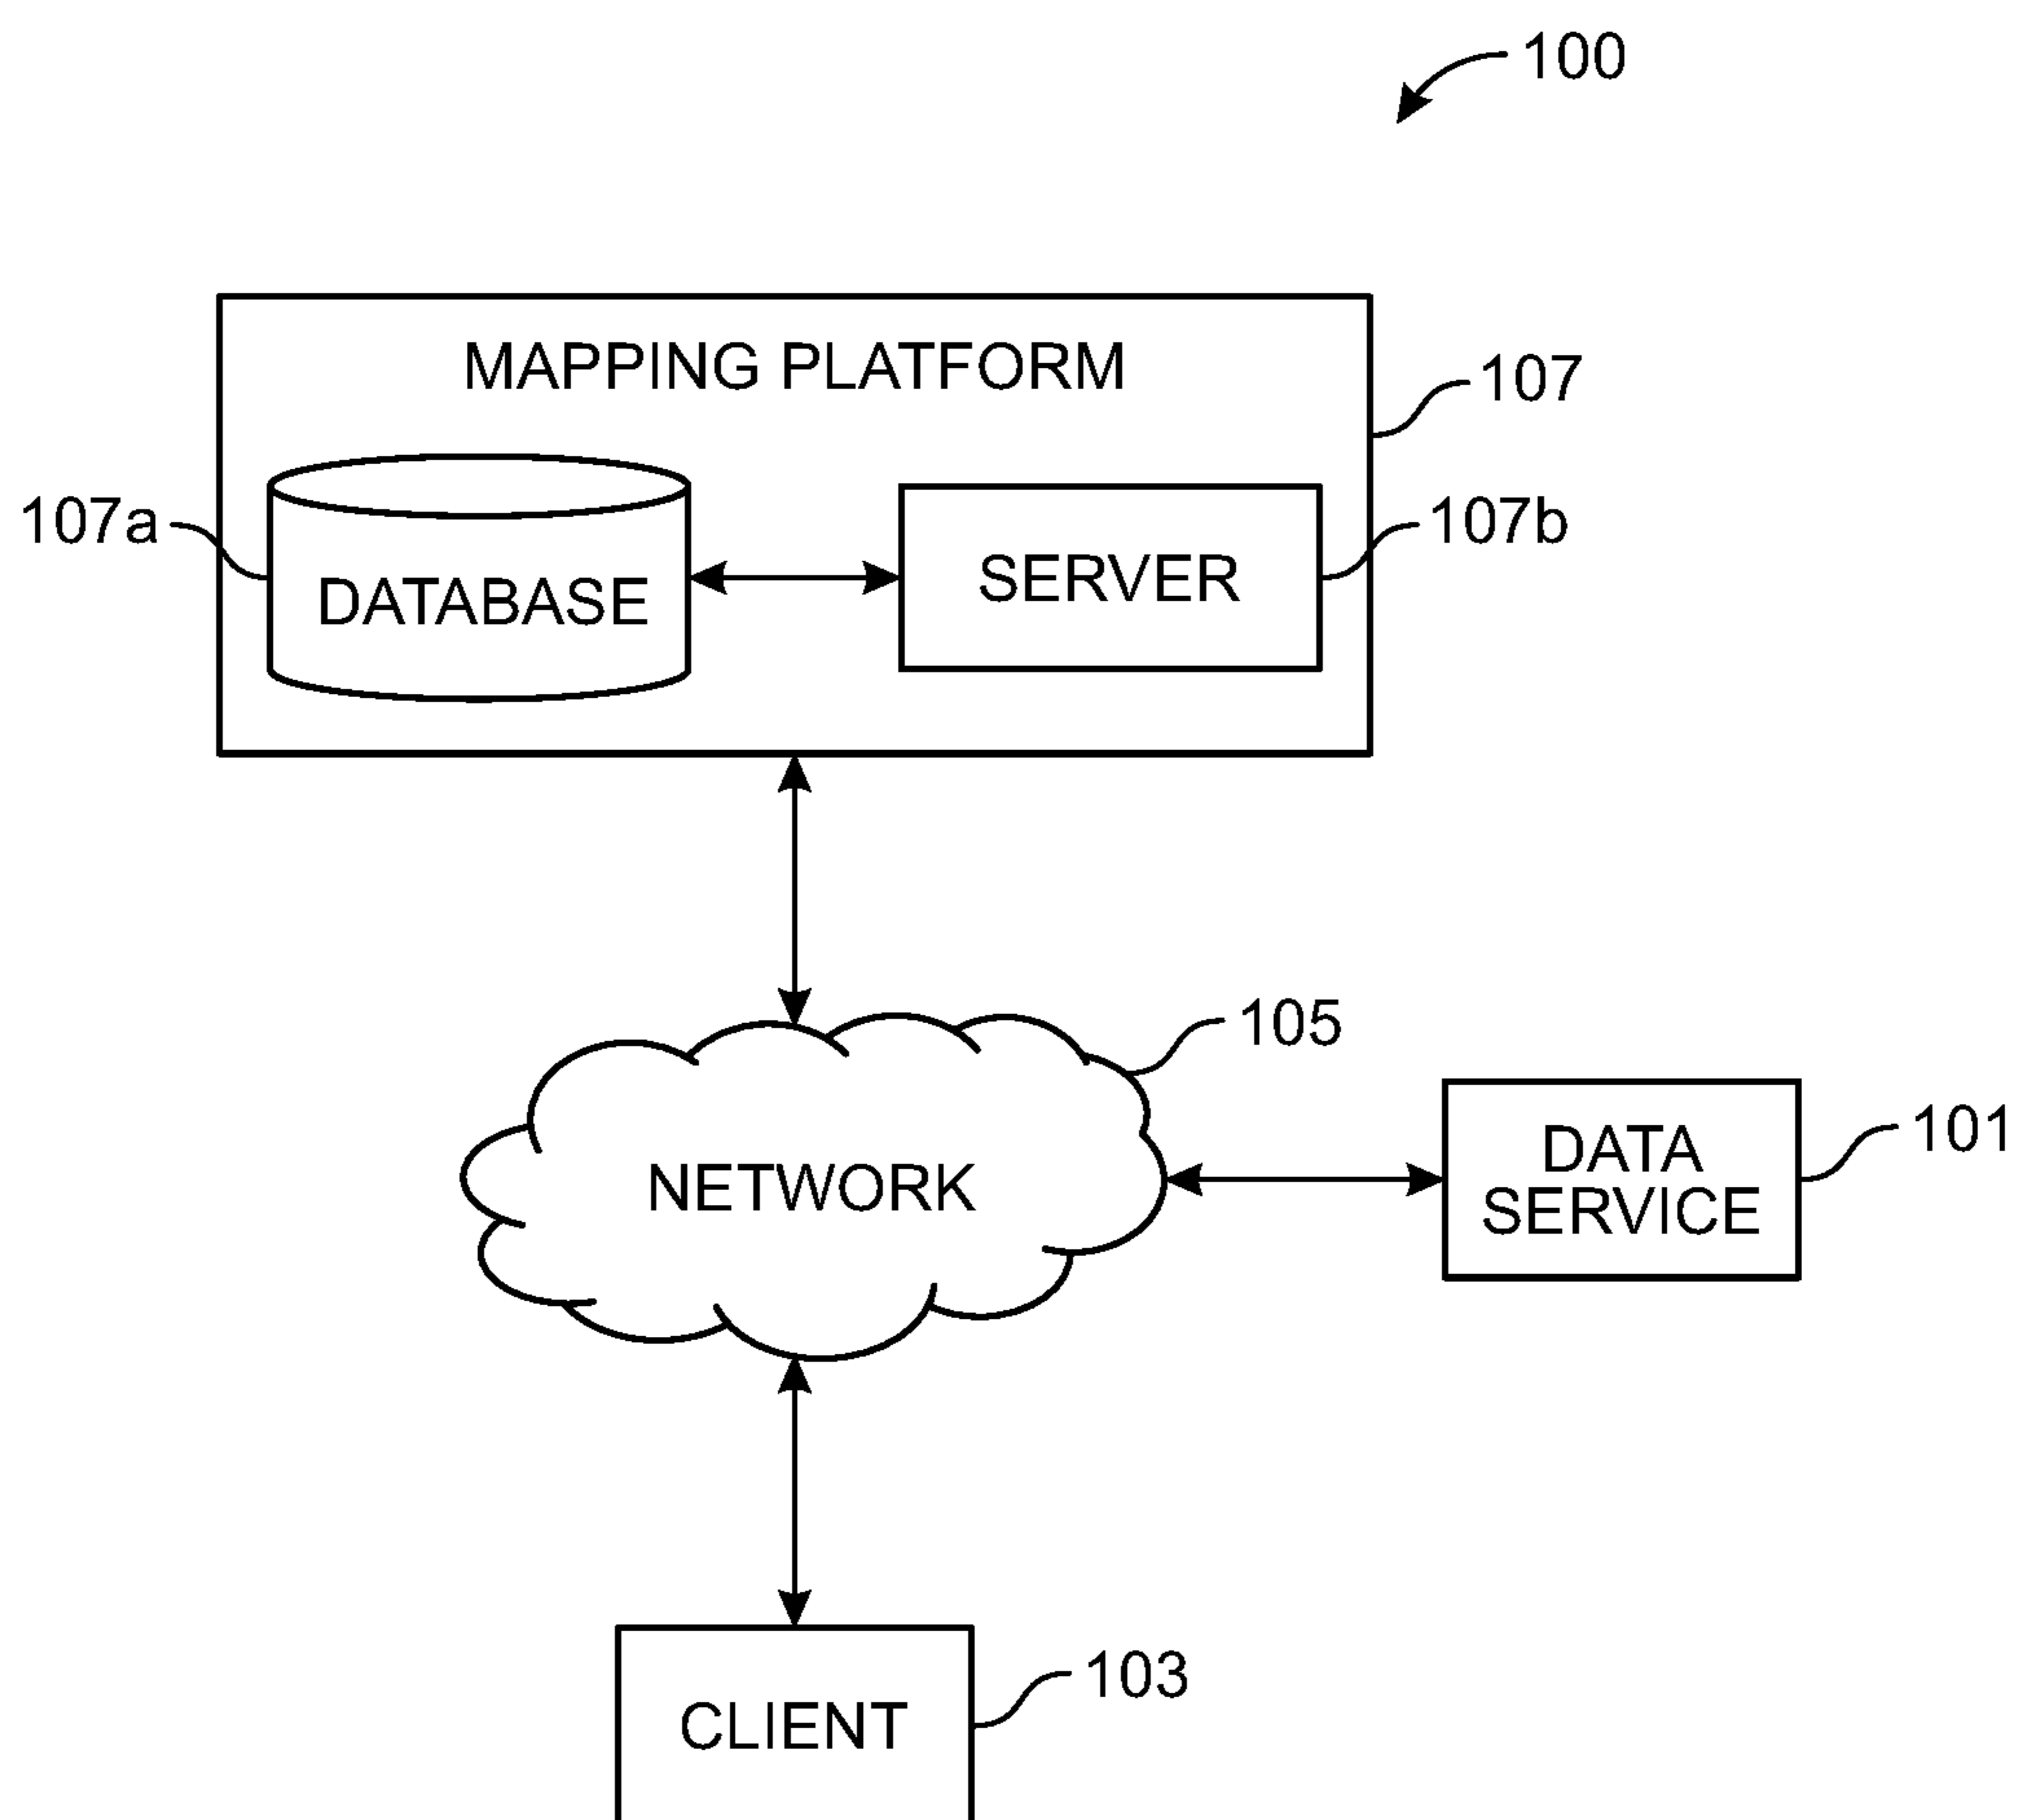 100
MAPPING PLATFORM
107
107a
DATABASE
SERVER
107b
105
NETWORK
DATA
SERVICE
101
103
CLIENT